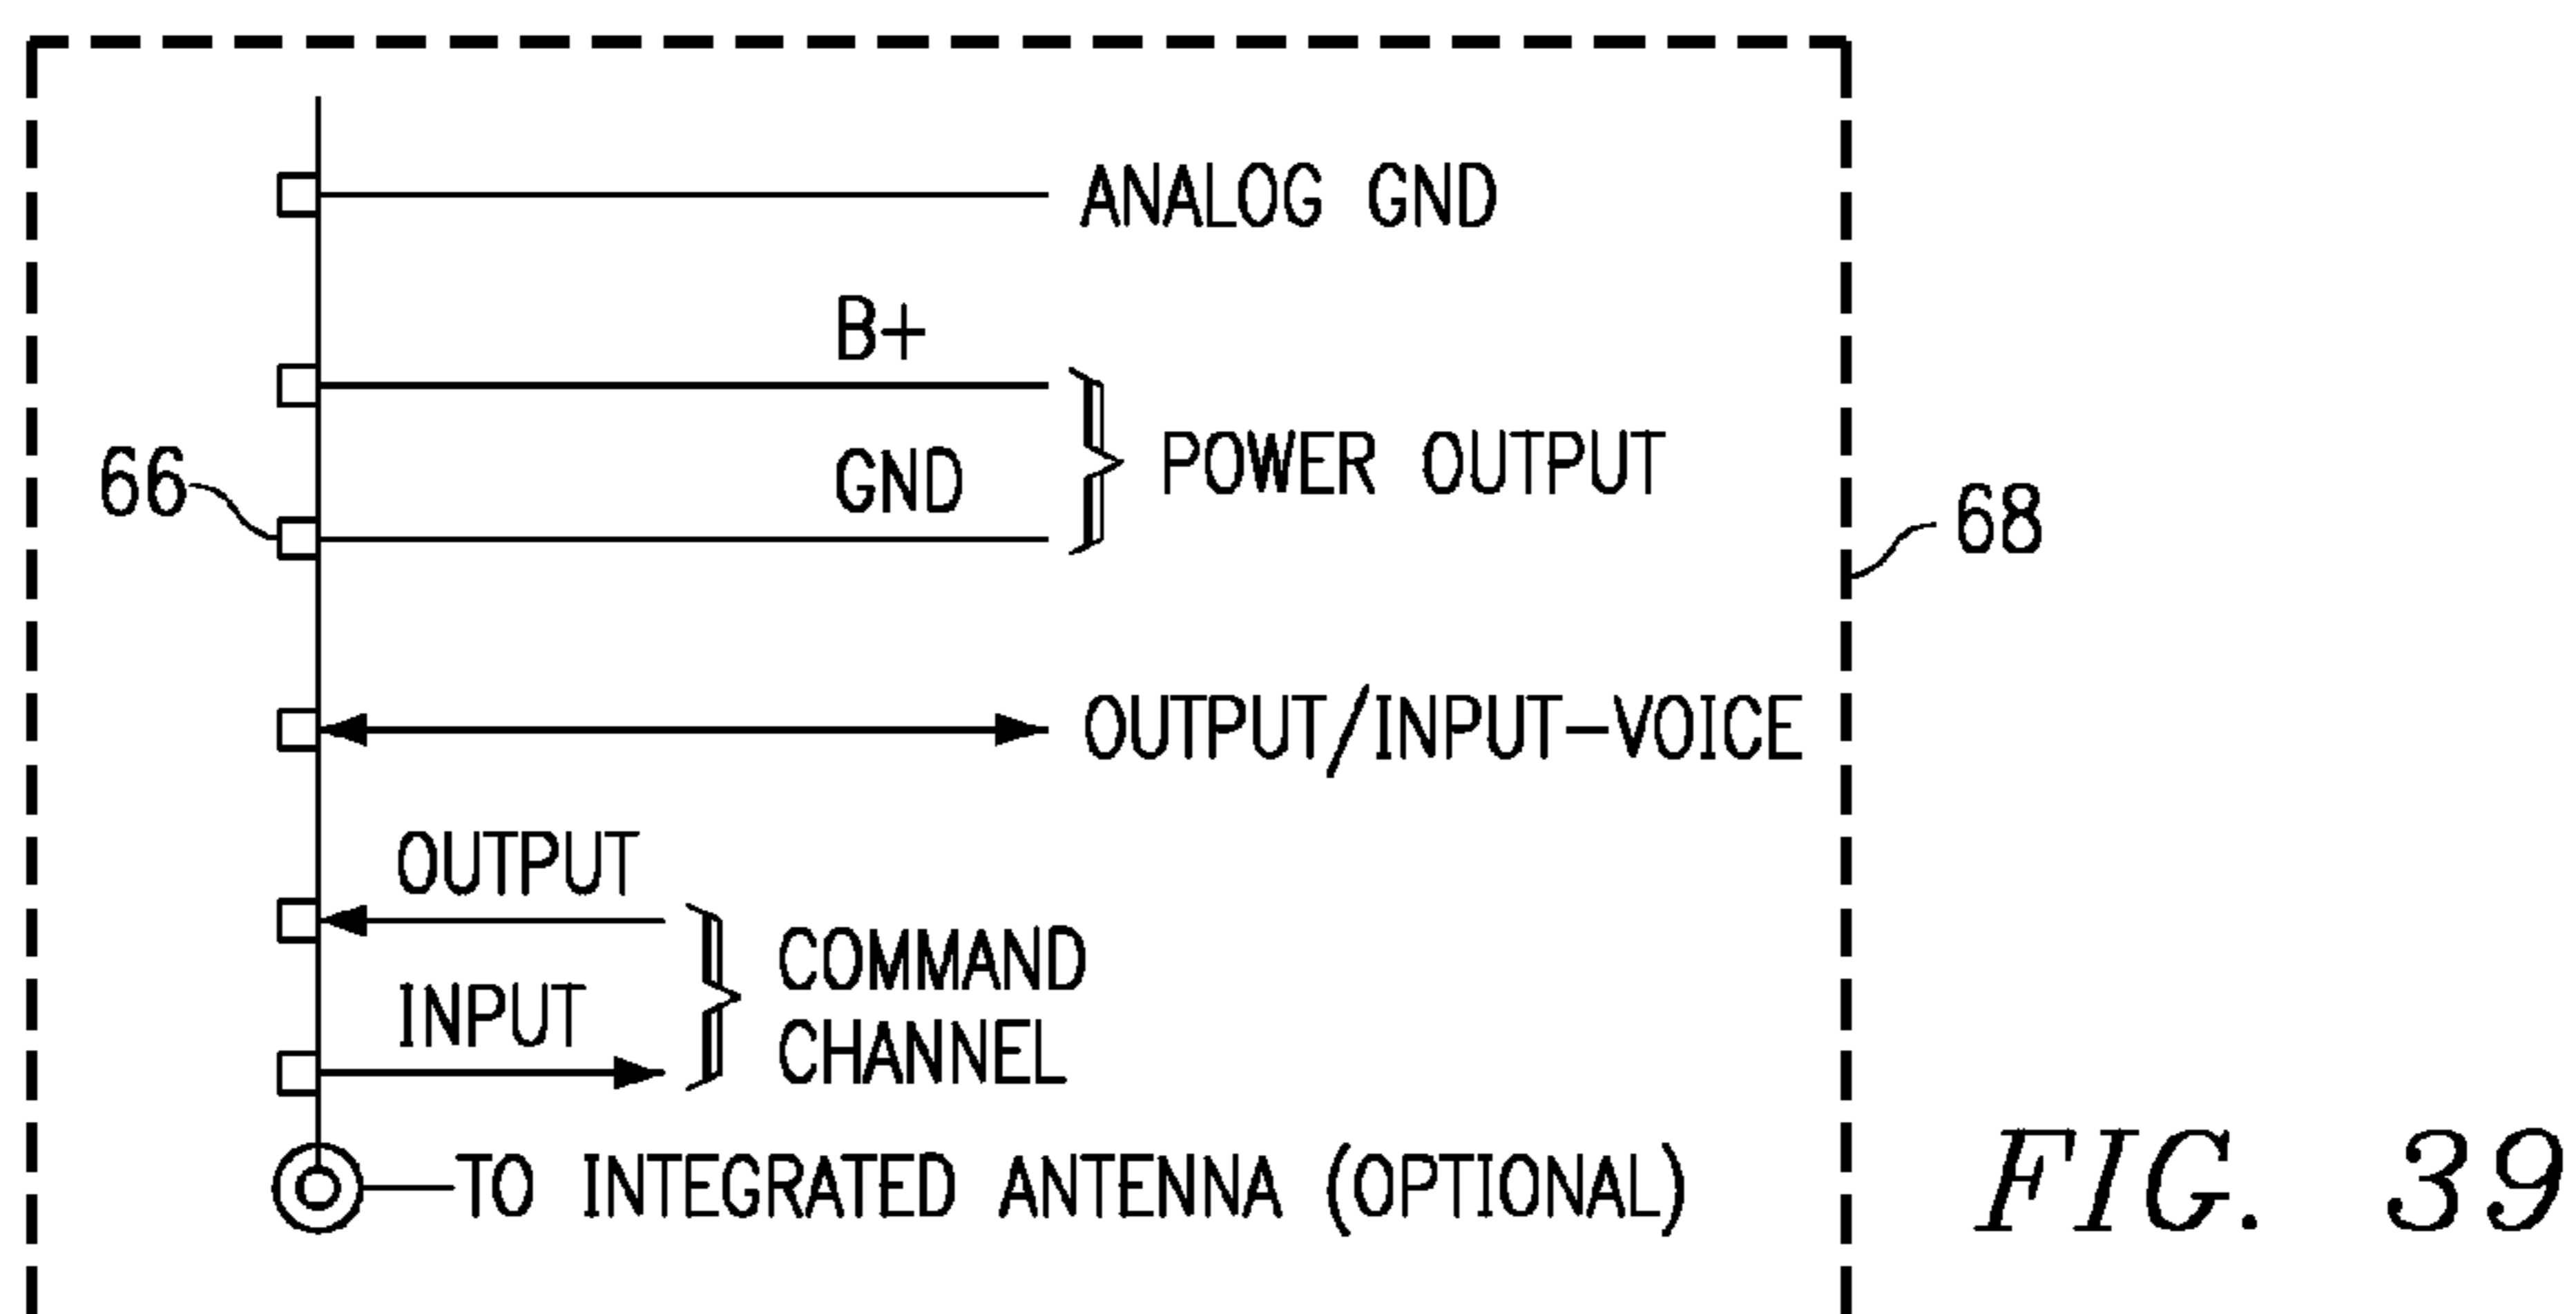 ANALOG GND
B+
GND
POWER OUTPUT
66
68
OUTPUT/INPUT-VOICE
OUTPUT
INPUT
COMMAND
CHANNEL
TO INTEGRATED ANTENNA (OPTIONAL)
FIG. 39